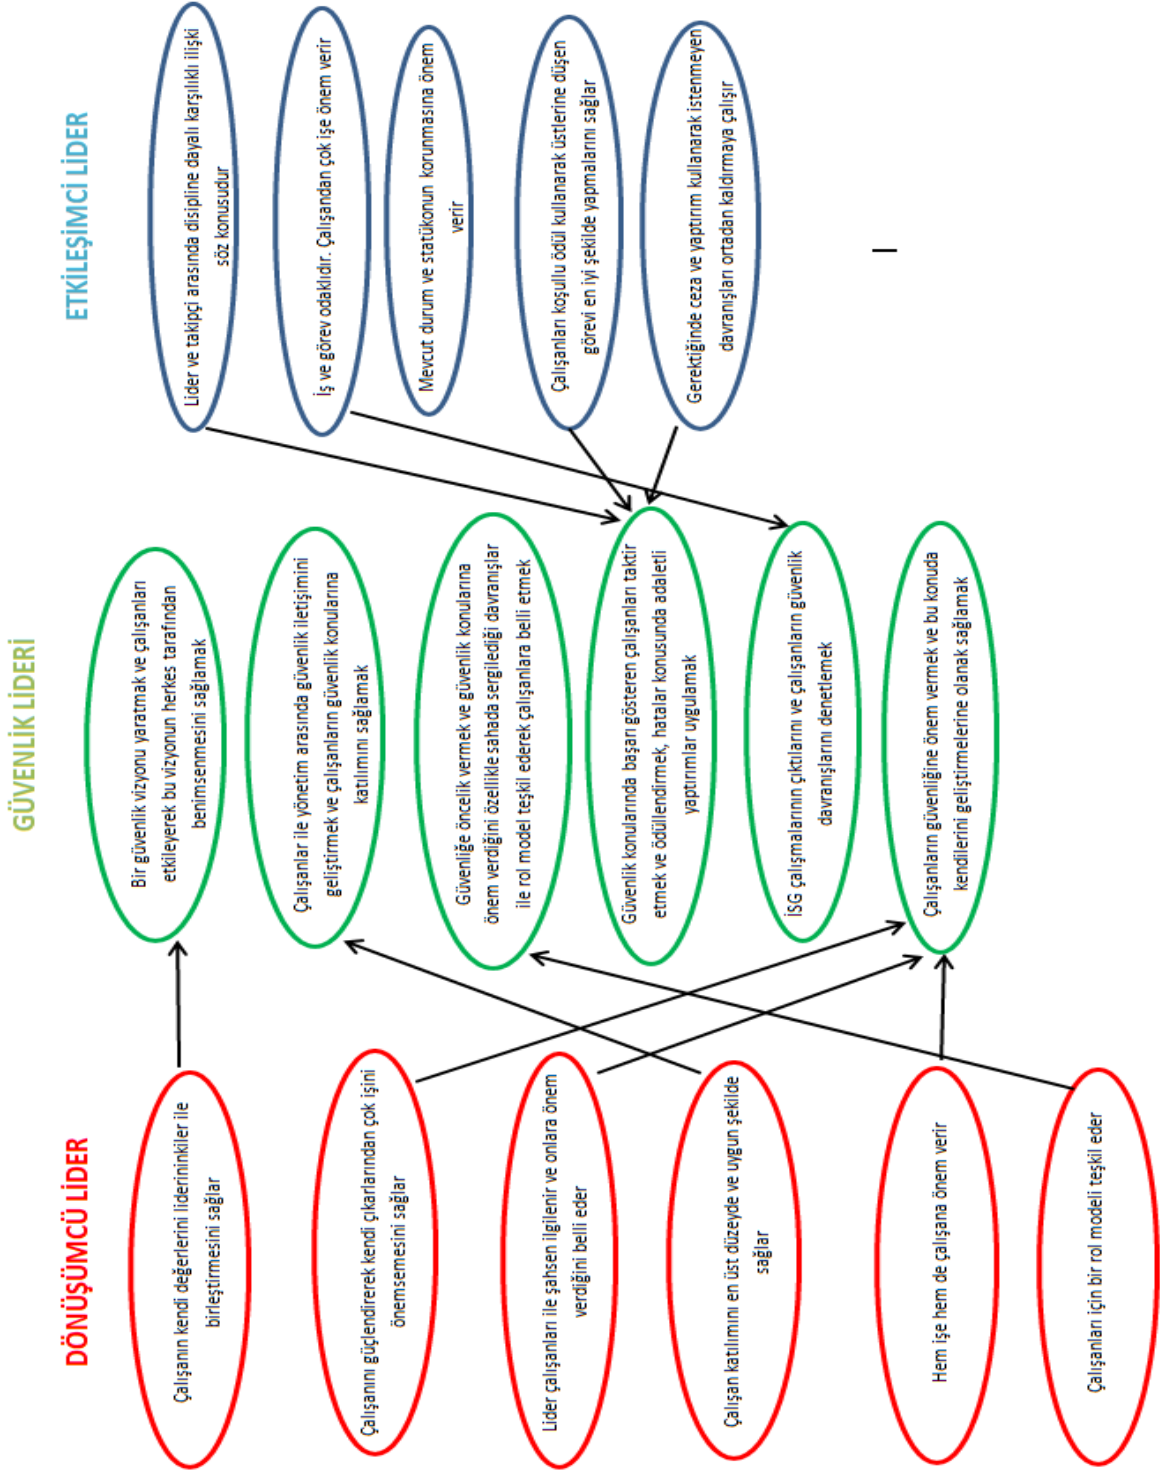 GÜVENLİK LİDERİ
DÖNÜŞÜMCÜ LİDER
ETKİLEŞİMCİ LİDER
Çalışanın kendi değerlerini liderininkiler ile
birleştirmesini sağlar
Çalışanını güçlendirerek kendi çıkarlarından çok işini
önemsemesini sağlar
Lider çalışanları ile şahsen ilgilenir ve onlara önem
verdiğini belli eder
Çalışan katılımını en üst düzeyde ve uygun şekilde
sağlar
Hem işe hem de çalışana önem verir
Çalışanları için bir rol modeli teşkil eder
Bir güvenlik vizyonu yaratmak ve çalışanları
etkileyerek bu vizyonun herkes tarafından
benimsenmesini sağlamak
Çalışanlar ile yönetim arasında güvenlik iletişimini
geliştirmek ve çalışanların güvenlik konularına
katılımını sağlamak
Güvenliğe öncelik vermek ve güvenlik konularına
önem verdiğini özellikle sahada sergilediği davranışlar
ile rol model teşkil ederek çalışanlara belli etmek
Güvenlik konularında başarı gösteren çalışanları taktir
etmek ve ödüllendirmek, hatalar konusunda adaletli
yaptırımlar uygulamak
İSG çalışmalarının çıktılarını ve çalışanların güvenlik
davranışlarını denetlemek
Çalışanların güvenliğine önem vermek ve bu konuda
kendilerini geliştirmelerine olanak sağlamak
Lider ve takipçi arasında disipline dayalı karşılıklı ilişki
söz konusudur
İş ve görev odaklıdır. Çalışandan çok işe önem verir
Mevcut durum ve statükonun korunmasına önem
verir
Çalışanları koşullu ödül kullanarak üstlerine düşen
görevi en iyi şekilde yapmalarını sağlar
Gerektiğinde ceza ve yaptırım kullanarak istenmeyen
davranışları ortadan kaldırmaya çalışır